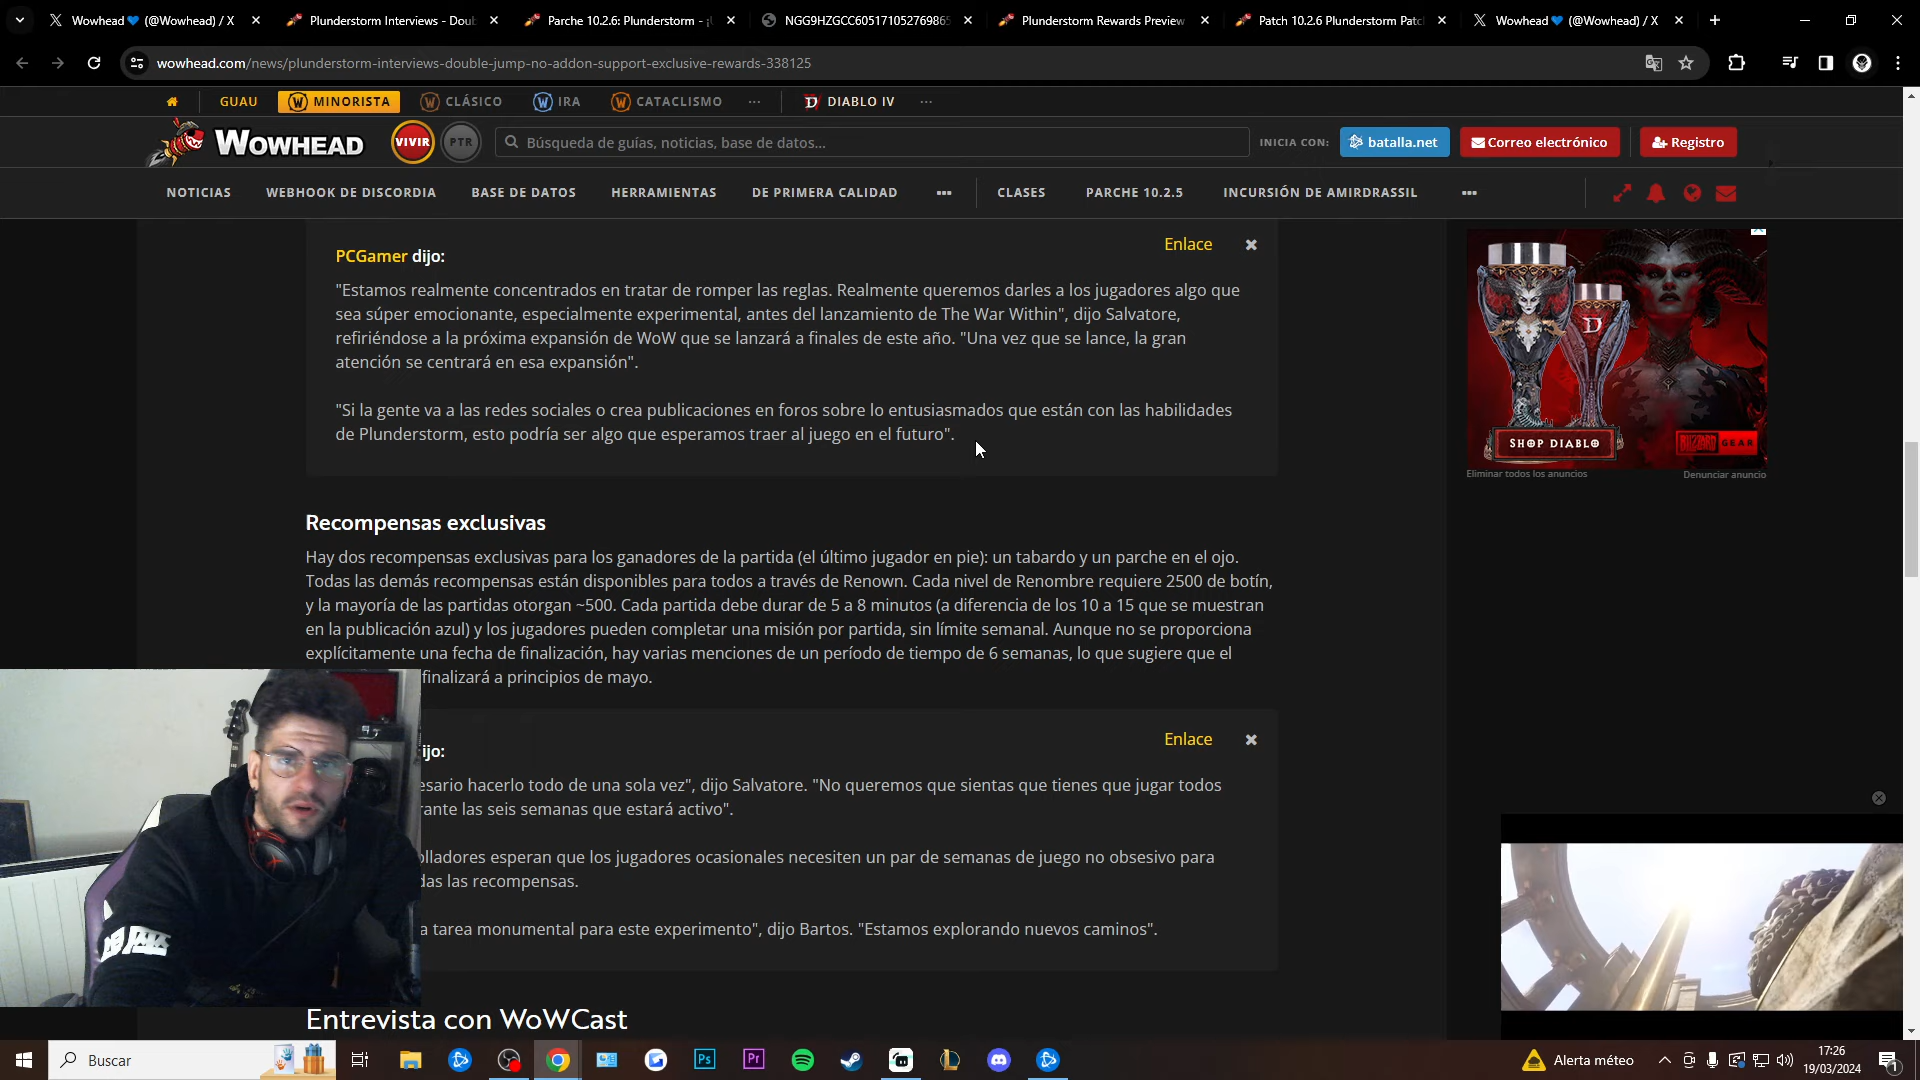 Wowhead 💙 (@Wowhead) / X
Plunderstorm Interviews - Doub
Parche 10.2.6: Plunderstorm - ¡
NGG9HZGCC605171052769865
Plunderstorm Rewards Preview
Patch 10.2.6 Plunderstorm Patc
Wowhead 💙 (@Wowhead) / X
wowhead.com/news/plunderstorm-interviews-double-jump-no-addon-support-exclusive-rewards-338125
GUAU
MINORISTA
CLÁSICO
IRA
CATACLISMO
DIABLO IV
WOWHEAD
VIVIR
PTR
Búsqueda de guías, noticias, base de datos...
INICIA CON:
batalla.net
Correo electrónico
Registro
NOTICIAS
WEBHOOK DE DISCORDIA
BASE DE DATOS
HERRAMIENTAS
DE PRIMERA CALIDAD
CLASES
PARCHE 10.2.5
INCURSIÓN DE AMIRDRASSIL
PCGamer dijo:
Enlace
"Estamos realmente concentrados en tratar de romper las reglas. Realmente queremos darles a los jugadores algo que
sea súper emocionante, especialmente experimental, antes del lanzamiento de The War Within", dijo Salvatore,
refiriéndose a la próxima expansión de WoW que se lanzará a finales de este año. "Una vez que se lance, la gran
atención se centrará en esa expansión".
"Si la gente va a las redes sociales o crea publicaciones en foros sobre lo entusiasmados que están con las habilidades
de Plunderstorm, esto podría ser algo que esperamos traer al juego en el futuro".
Recompensas exclusivas
Hay dos recompensas exclusivas para los ganadores de la partida (el último jugador en pie): un tabardo y un parche en el ojo.
Todas las demás recompensas están disponibles para todos a través de Renown. Cada nivel de Renombre requiere 2500 de botín,
y la mayoría de las partidas otorgan ~500. Cada partida debe durar de 5 a 8 minutos (a diferencia de los 10 a 15 que se muestran
en la publicación azul) y los jugadores pueden completar una misión por partida, sin límite semanal. Aunque no se proporciona
explícitamente una fecha de finalización, hay varias menciones de un período de tiempo de 6 semanas, lo que sugiere que el
finalizará a principios de mayo.
ijo:
Enlace
esario hacerlo todo de una sola vez", dijo Salvatore. "No queremos que sientas que tienes que jugar todos
rante las seis semanas que estará activo".
olladores esperan que los jugadores ocasionales necesiten un par de semanas de juego no obsesivo para
das las recompensas.
a tarea monumental para este experimento", dijo Bartos. "Estamos explorando nuevos caminos".
Entrevista con WoWCast
SHOP DIABLO
BLIZZARD GEAR
Eliminar todos los anuncios
Denunciar anuncio
Buscar
Ps
Pr
Alerta méteo
17:26
19/03/2024
1